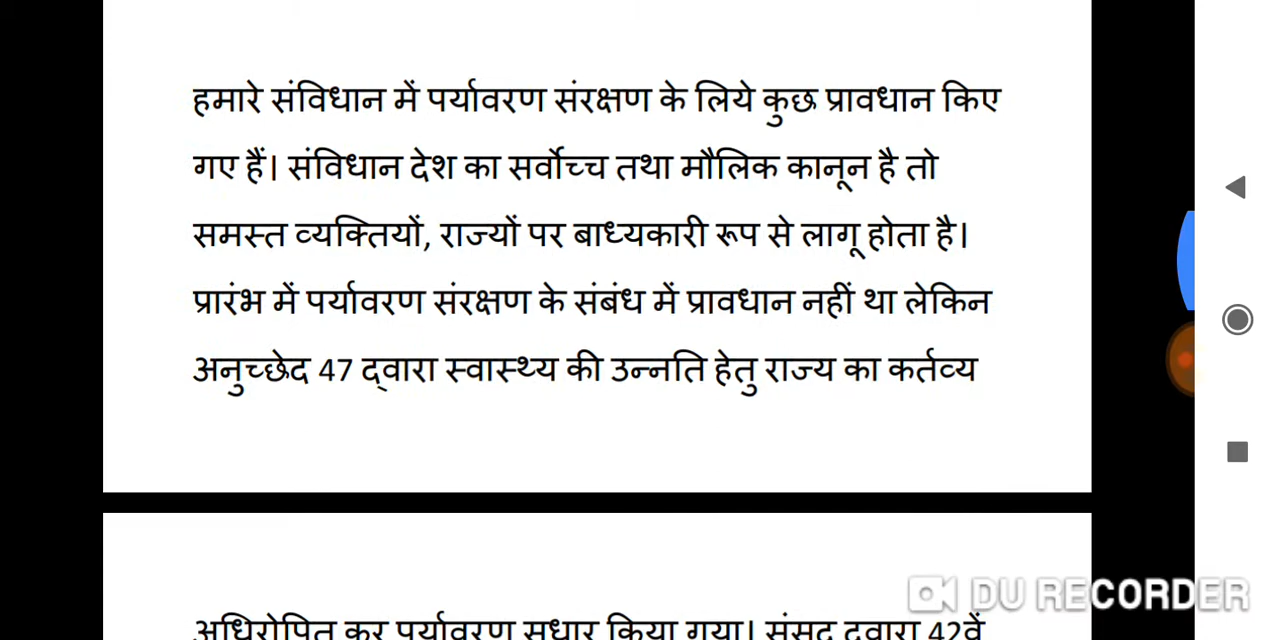 हमारे संविधान में पर्यावरण संरक्षण के लिये कुछ प्रावधान किए
गए हैं। संविधान देश का सर्वोच्च तथा मौलिक कानून है तो
समस्त व्यक्तियों, राज्यों पर बाध्यकारी रूप से लागू होता है।
प्रारंभ में पर्यावरण संरक्षण के संबंध में प्रावधान नहीं था लेकिन
अनुच्छेद 47 द्वारा स्वास्थ्य की उन्नति हेतु राज्य का कर्तव्य
DU RECORDER
अधिरोपित कर पर्यावरण सुधार किया गया। संसद द्वारा 42वें